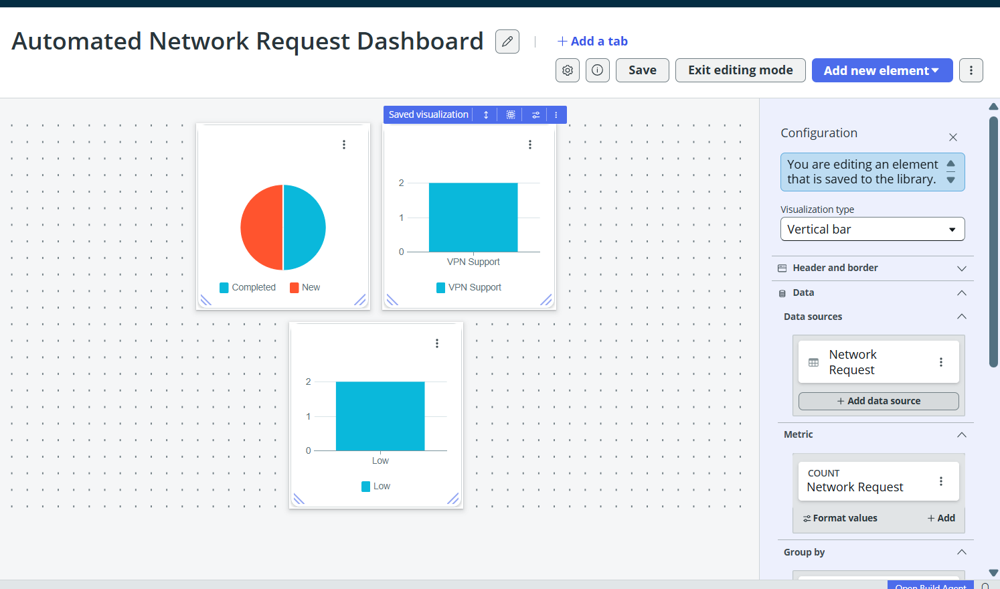 Automated Network Request Dashboard
+ Add a tab
Save
Exit editing mode
Add new element
Saved visualization
Completed
New
2
1
0
VPN Support
VPN Support
2
1
0
Low
Low
Configuration
You are editing an element
that is saved to the library.
Visualization type
Vertical bar
Header and border
Data
Data sources
Network
Request
+ Add data source
Metric
COUNT
Network Request
Format values
+ Add
Group by
Open Build Agent